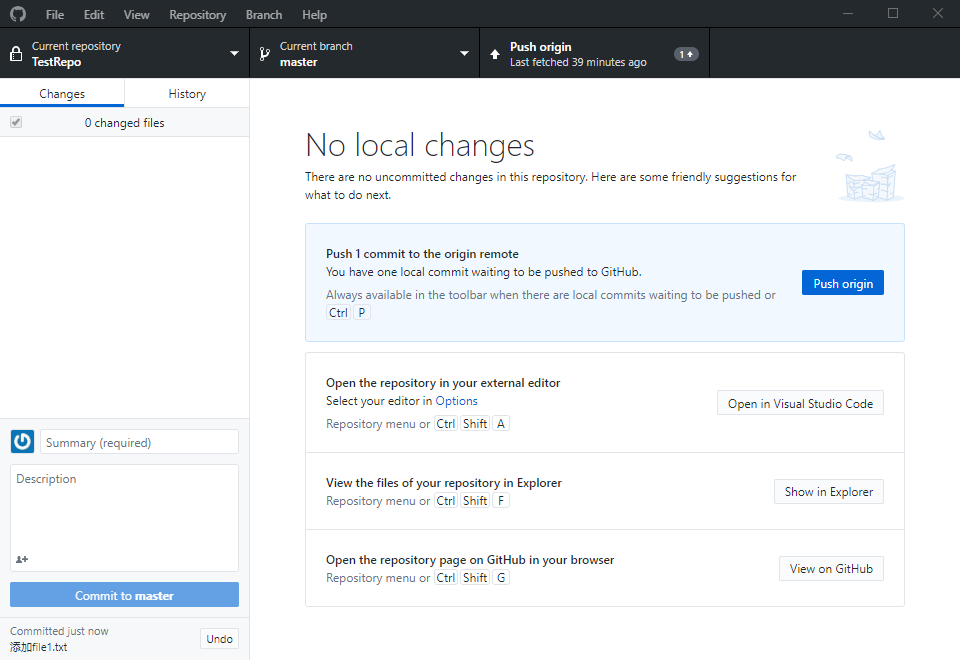 File Edit View Repository Branch Help
Current repository
TestRepo
Current branch
master
Push origin
Last fetched 39 minutes ago
1
Changes
History
0 changed files
No local changes
There are no uncommitted changes in this repository. Here are some friendly suggestions for
what to do next.
Push 1 commit to the origin remote
You have one local commit waiting to be pushed to GitHub.
Always available in the toolbar when there are local commits waiting to be pushed or
Ctrl P
Push origin
Open the repository in your external editor
Select your editor in Options
Repository menu or Ctrl Shift A
Open in Visual Studio Code
View the files of your repository in Explorer
Repository menu or Ctrl Shift F
Show in Explorer
Open the repository page on GitHub in your browser
Repository menu or Ctrl Shift G
View on GitHub
Summary (required)
Description
Commit to master
Committed just now
添加file1.txt
Undo